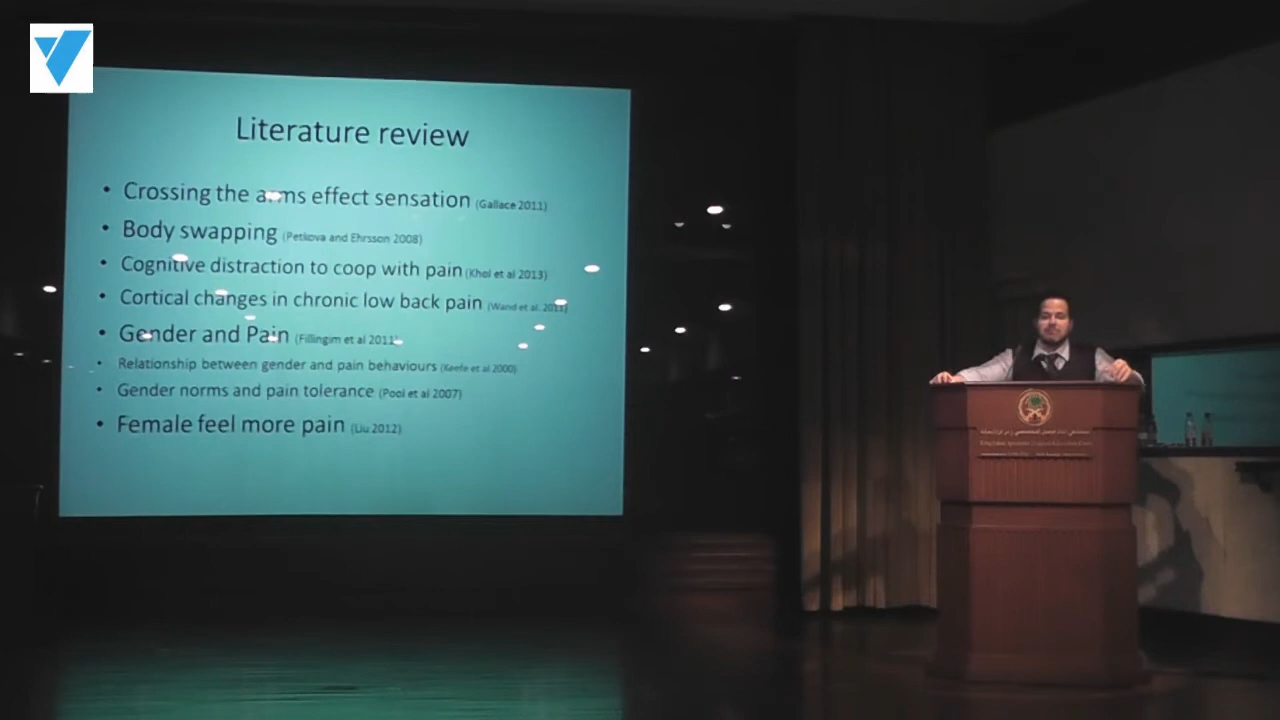 Literature review
• Crossing the arms effect sensation (Gallace 2011)
• Body swapping (Petkova and Ehrsson 2008)
• Cognitive distraction to coop with pain (Khol et al 2013)
• Cortical changes in chronic low back pain (Wand et al. 2011)
• Gender and Pain (Fillingim et al 2011)
• Relationship between gender and pain behaviours (Keefe et al 2000)
• Gender norms and pain tolerance (Pool et al 2007)
• Female feel more pain (Liu 2012)